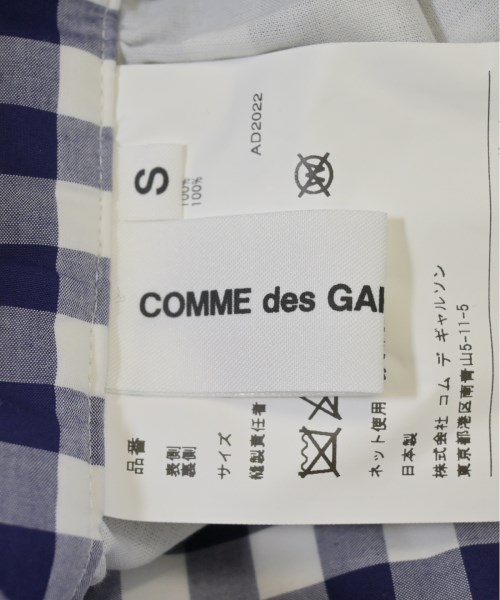 COMME des GAR
S
AD2022
品番
表側 100%
裏側 100%
サイズ
縫製責任者
ネット使用
日本製
株式会社 コム デ ギャルソン
東京都港区南青山5-11-5